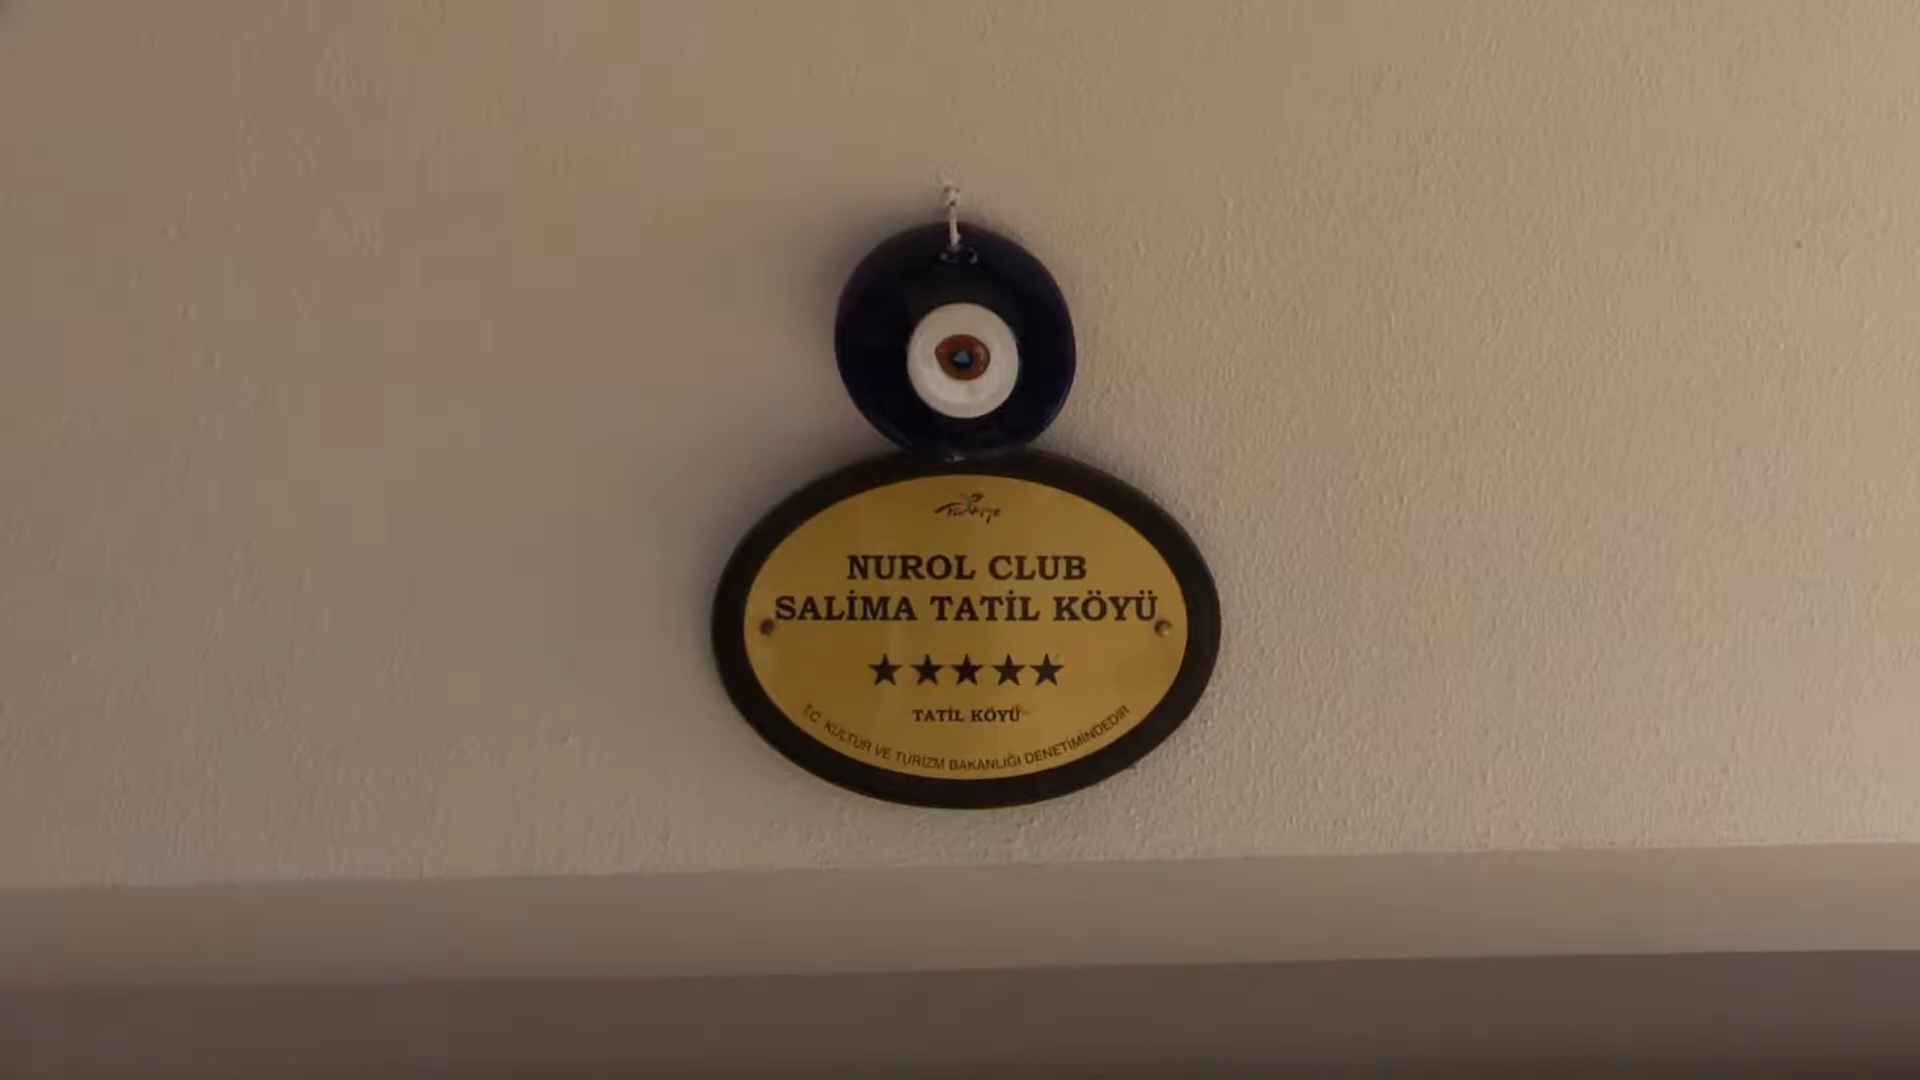 Türkiye
NUROL CLUB
SALİMA TATİL KÖYÜ
★★★★★
TATİL KÖYÜ
T.C. KÜLTÜR VE TURİZM BAKANLIĞI DENETİMİNDEDİR